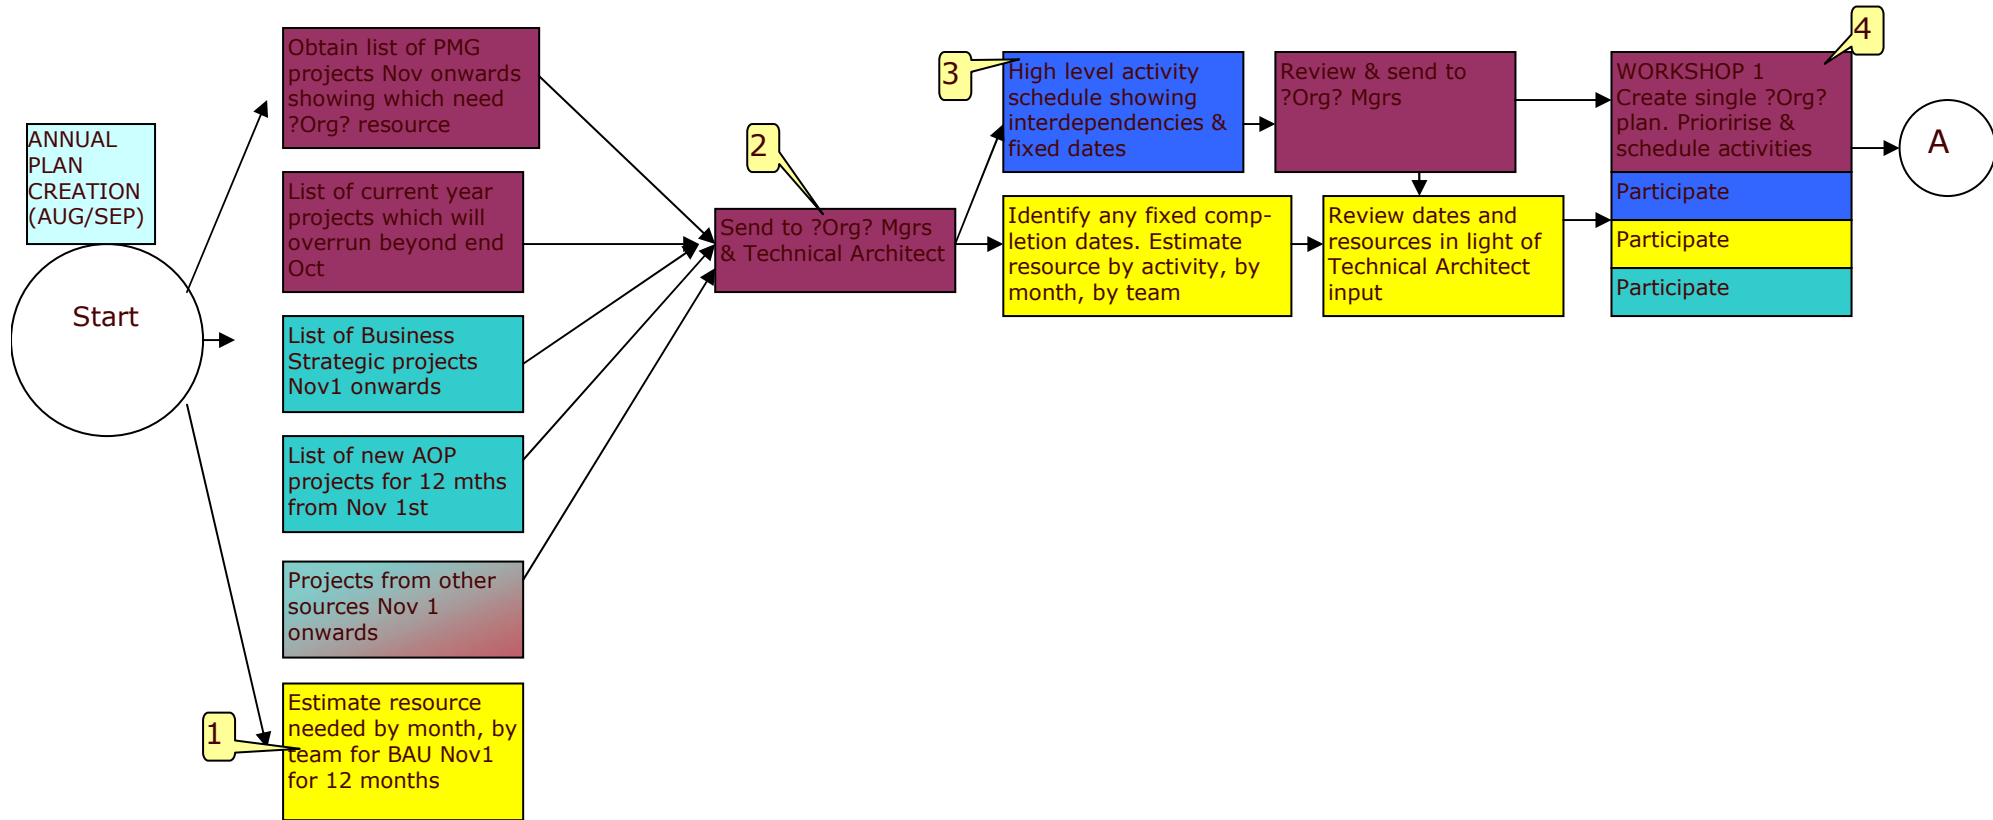 ANNUAL
PLAN
CREATION
(AUG/SEP)
Start
Obtain list of PMG
projects Nov onwards
showing which need
?Org? resource
List of current year
projects which will
overrun beyond end
Oct
List of Business
Strategic projects
Nov1 onwards
List of new AOP
projects for 12 mths
from Nov 1st
Projects from other
sources Nov 1
onwards
1
Estimate resource
needed by month, by
team for BAU Nov1
for 12 months
2
Send to ?Org? Mgrs
& Technical Architect
3
High level activity
schedule showing
interdependencies &
fixed dates
Identify any fixed comp-
letion dates. Estimate
resource by activity, by
month, by team
Review & send to
?Org? Mgrs
Review dates and
resources in light of
Technical Architect
input
4
WORKSHOP 1
Create single ?Org?
plan. Prioririse &
schedule activities
Participate
Participate
Participate
A